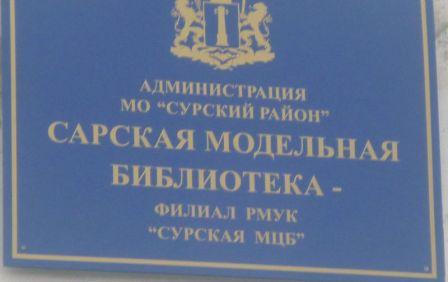 АДМИНИСТРАЦИЯ
МО "СУРСКИЙ РАЙОН"
САРСКАЯ МОДЕЛЬНАЯ
БИБЛИОТЕКА -
ФИЛИАЛ РМУК
"СУРСКАЯ МЦБ"